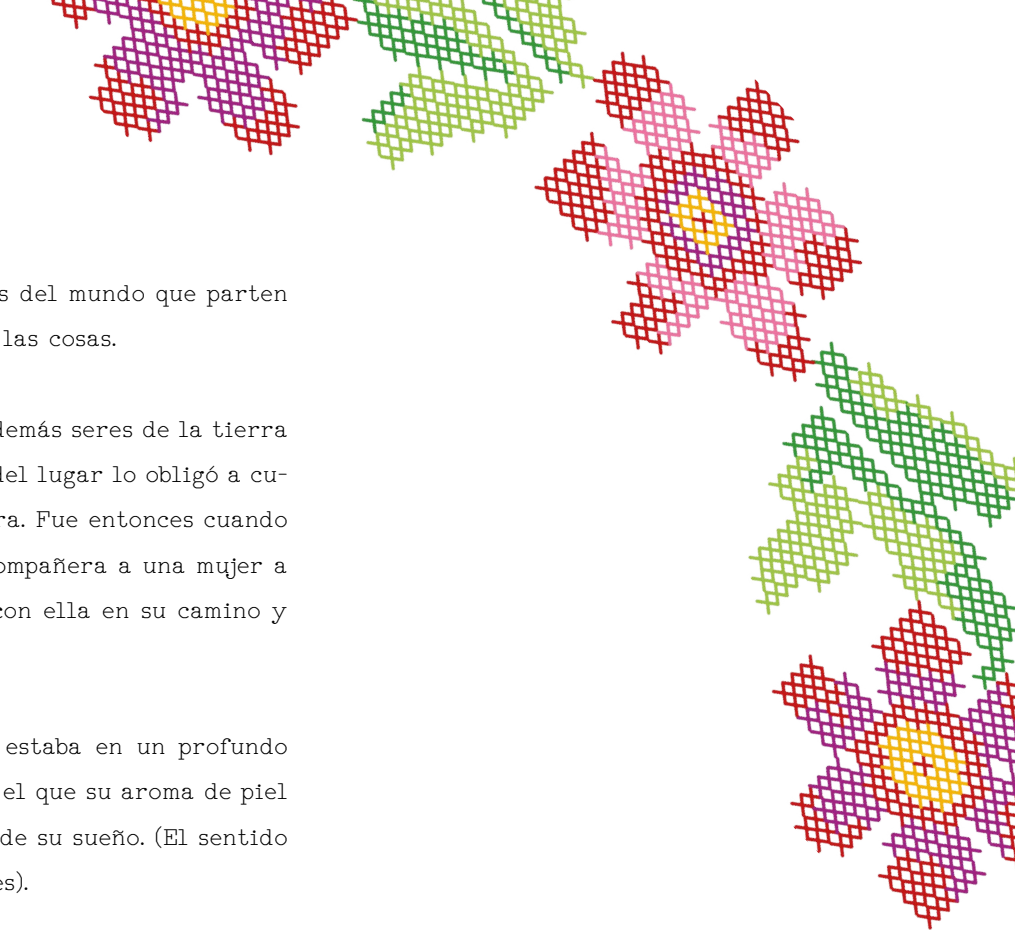 s del mundo que parten
las cosas.
demás seres de la tierra
del lugar lo obligó a cu-
ra. Fue entonces cuando
ompañera a una mujer a
con ella en su camino y
estaba en un profundo
el que su aroma de piel
de su sueño. (El sentido
es).